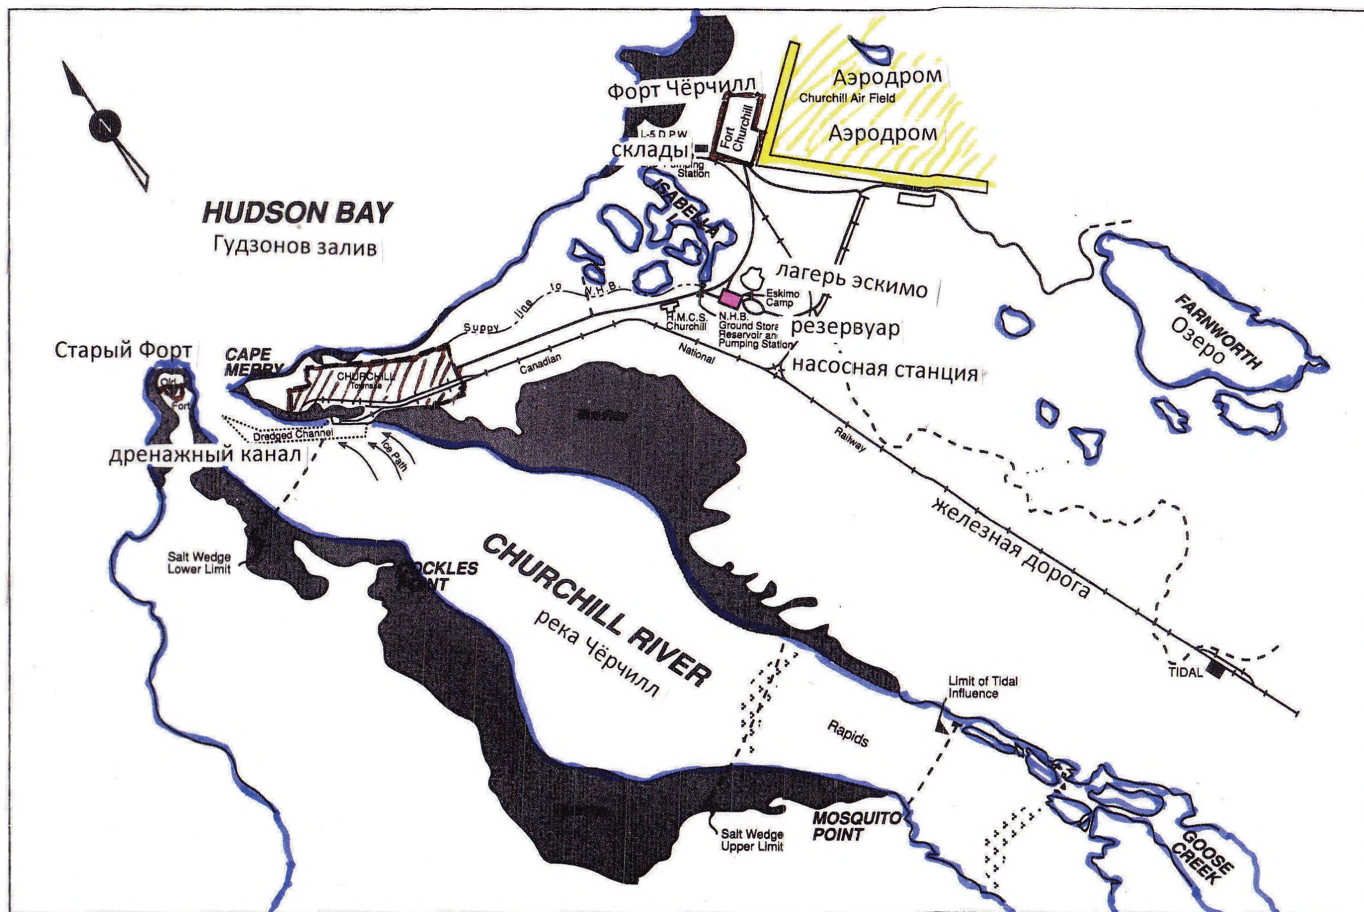 Аэродром
Churchill Air Field
Аэродром
Форт Чёрчилл
Fort
Churchill
L-5 D.P.W.
склады
Station
ISABELLA
L.
N
HUDSON BAY
Гудзонов залив
лагерь эскимо
Eskimo
Camp
Suppy line to N.H.B.
H.M.C.S.
Churchill
N.H.B.
Ground
Reservoir
Pumping Station
резервуар
насосная станция
FARNWORTH
Озеро
Старый Форт
Old
Fort
CAPE
MERRY
CHURCHILL
Townsite
Canadian
National
Railway
железная дорога
Dredged Channel
Ice Path
дренажный канал
Salt Wedge
Lower Limit
CHURCHILL RIVER
река Чёрчилл
TIDAL
Limit of Tidal
Influence
Rapids
Salt Wedge
Upper Limit
MOSQUITO
POINT
GOOSE
CREEK